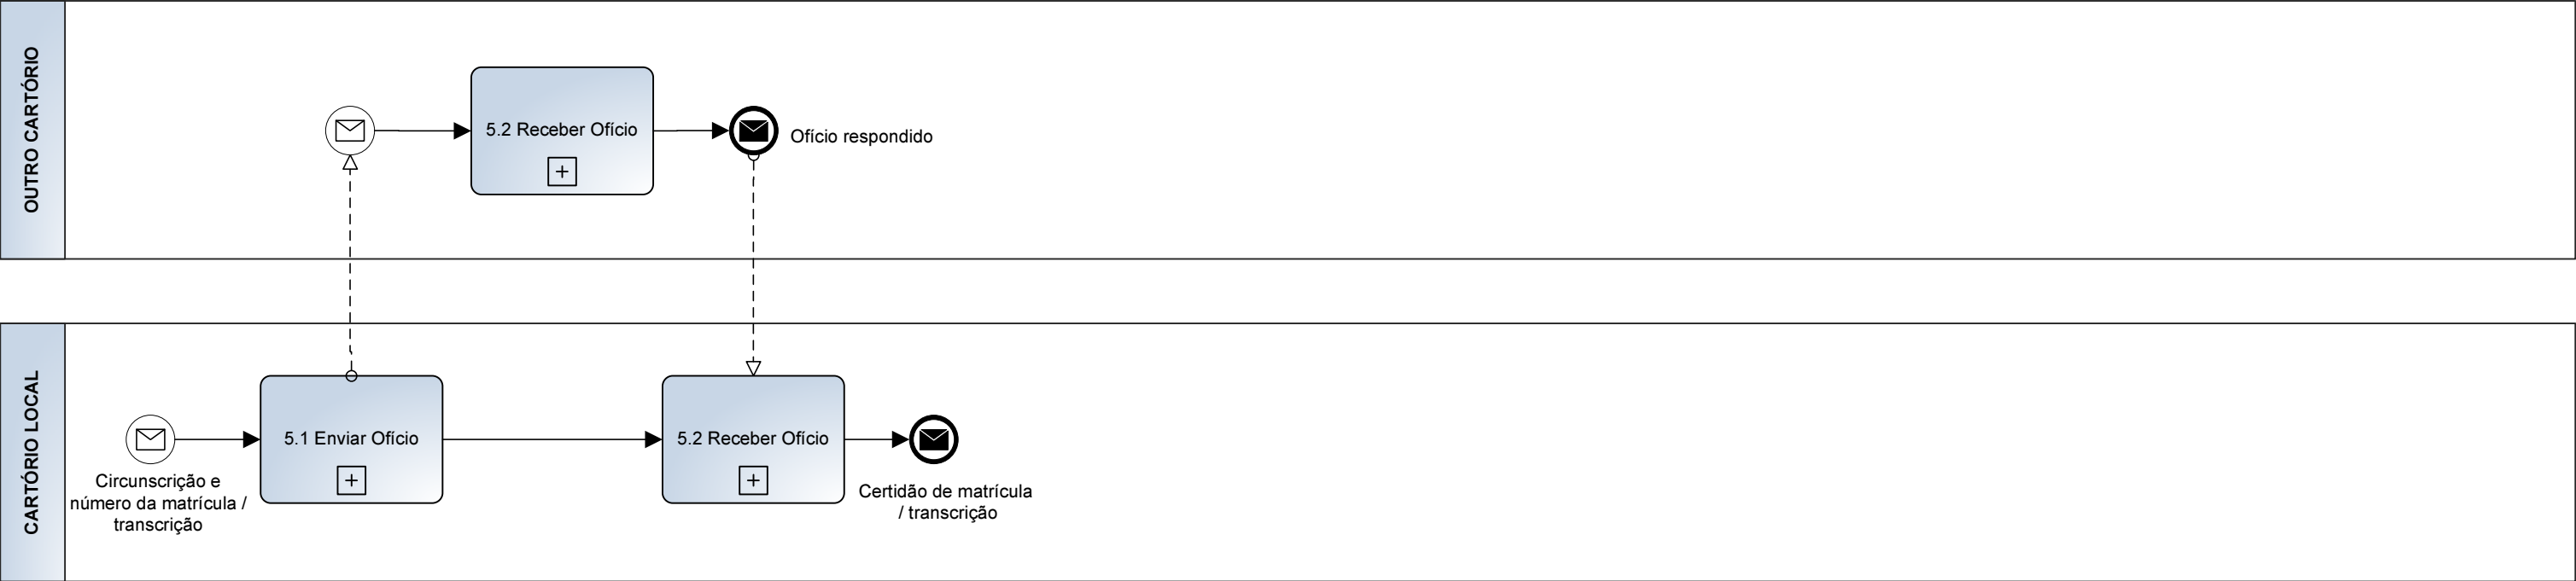 OUTRO CARTÓRIO
5.2 Receber Ofício
Ofício respondido
CARTÓRIO LOCAL
5.1 Enviar Ofício
5.2 Receber Ofício
Circunscrição e
número da matrícula /
transcrição
Certidão de matrícula
/ transcrição